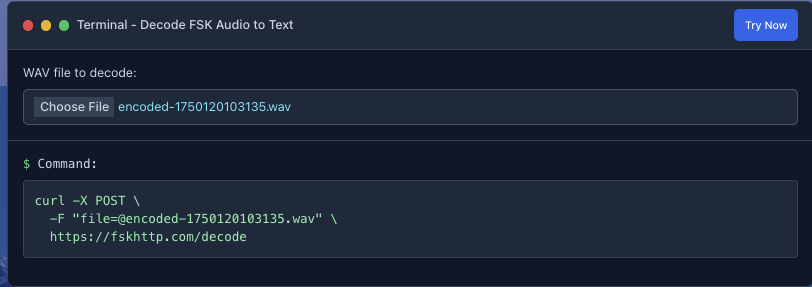 Terminal - Decode FSK Audio to Text
Try Now
WAV file to decode:
Choose File encoded-1750120103135.wav
$ Command:
curl -X POST \
  -F "file=@encoded-1750120103135.wav" \
  https://fskhttp.com/decode